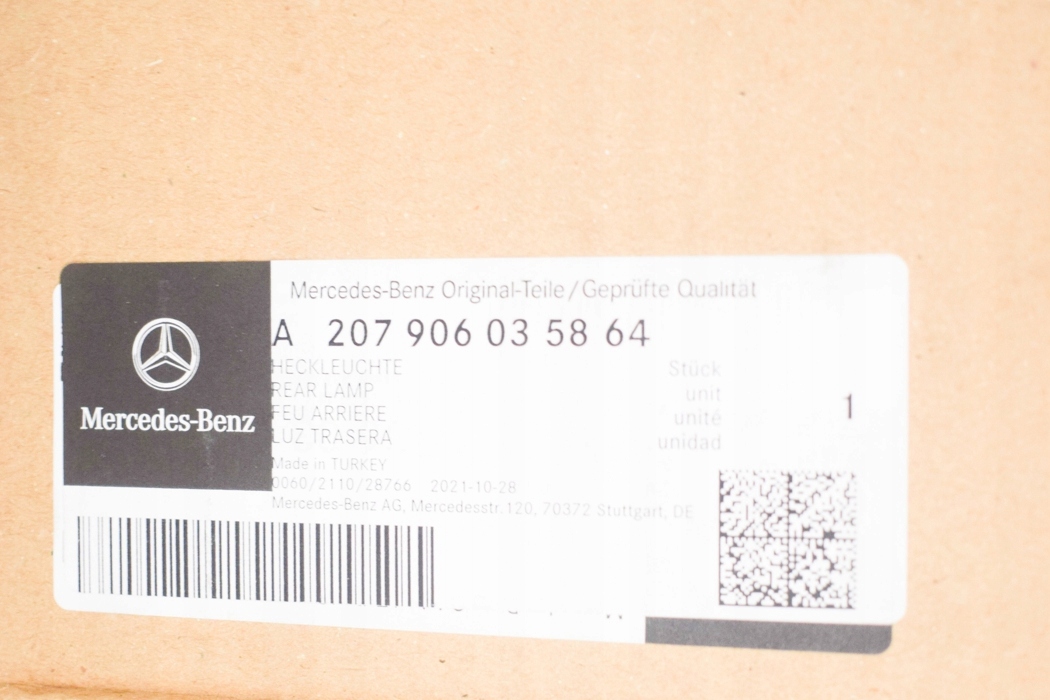 Mercedes-Benz
Mercedes-Benz Original-Teile/Geprüfte Qualität
A 207 906 03 58 64
HECKLEUCHTE
REAR LAMP
FEU ARRIERE
LUZ TRASERA
Stück
unit
unité
unidad
1
Made in TURKEY
0060/2110/28766 2021-10-28
Mercedes-Benz AG, Mercedesstr.120, 70372 Stuttgart, DE